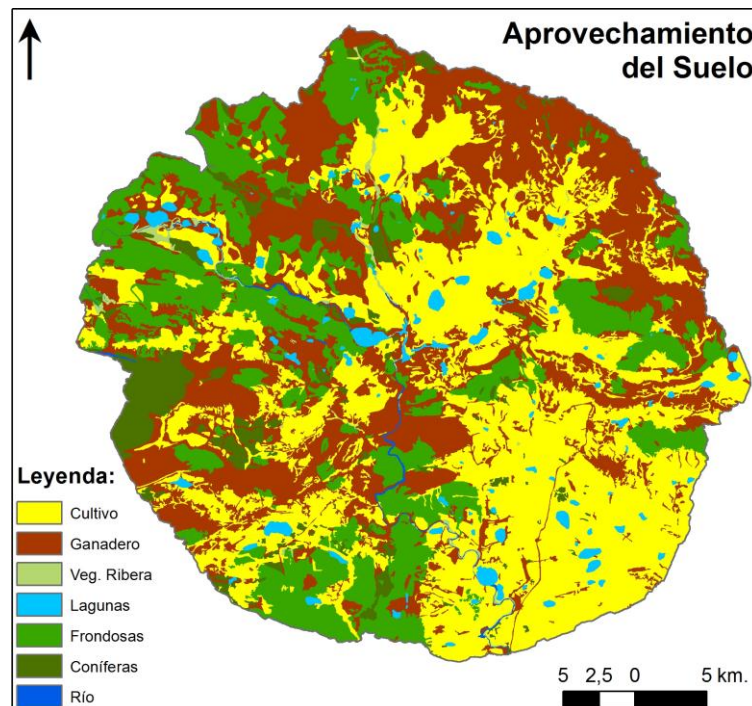 Aprovechamiento
del Suelo
Leyenda:
Cultivo
Ganadero
Veg. Ribera
Lagunas
Frondosas
Coníferas
Río
5 2,5 0 5 km.